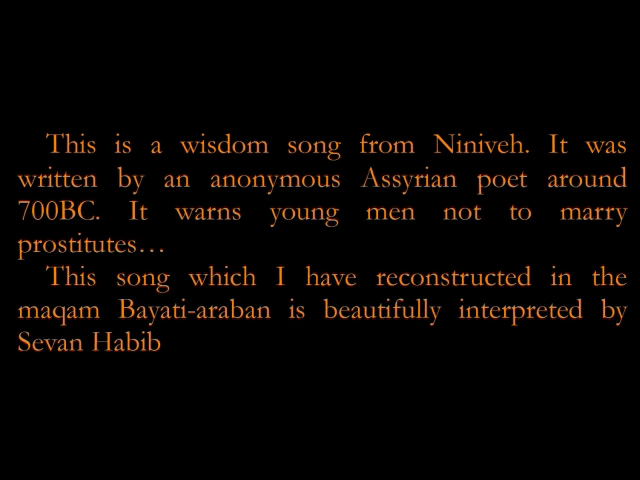 This is a wisdom song from Niniveh. It was
written by an anonymous Assyrian poet around
700BC. It warns young men not to marry
prostitutes…
This song which I have reconstructed in the
maqam Bayati-araban is beautifully interpreted by
Sevan Habib